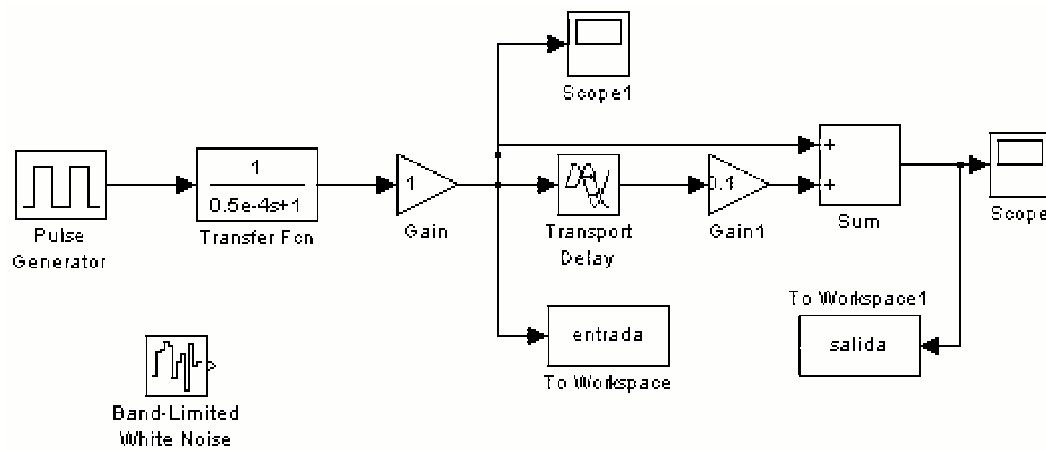 Scope1
1
0.5e-4s+1
1
0.1
+
+
Pulse
Generator
Transfer Fcn
Gain
Transport
Delay
Gain1
Sum
Scope
entrada
To Workspace
To Workspace1
salida
Band-Limited
White Noise